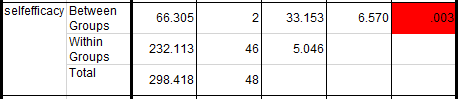 selfefficacy Between Groups 66.305 2 33.153 6.570 .003
Within Groups 232.113 46 5.046
Total 298.418 48